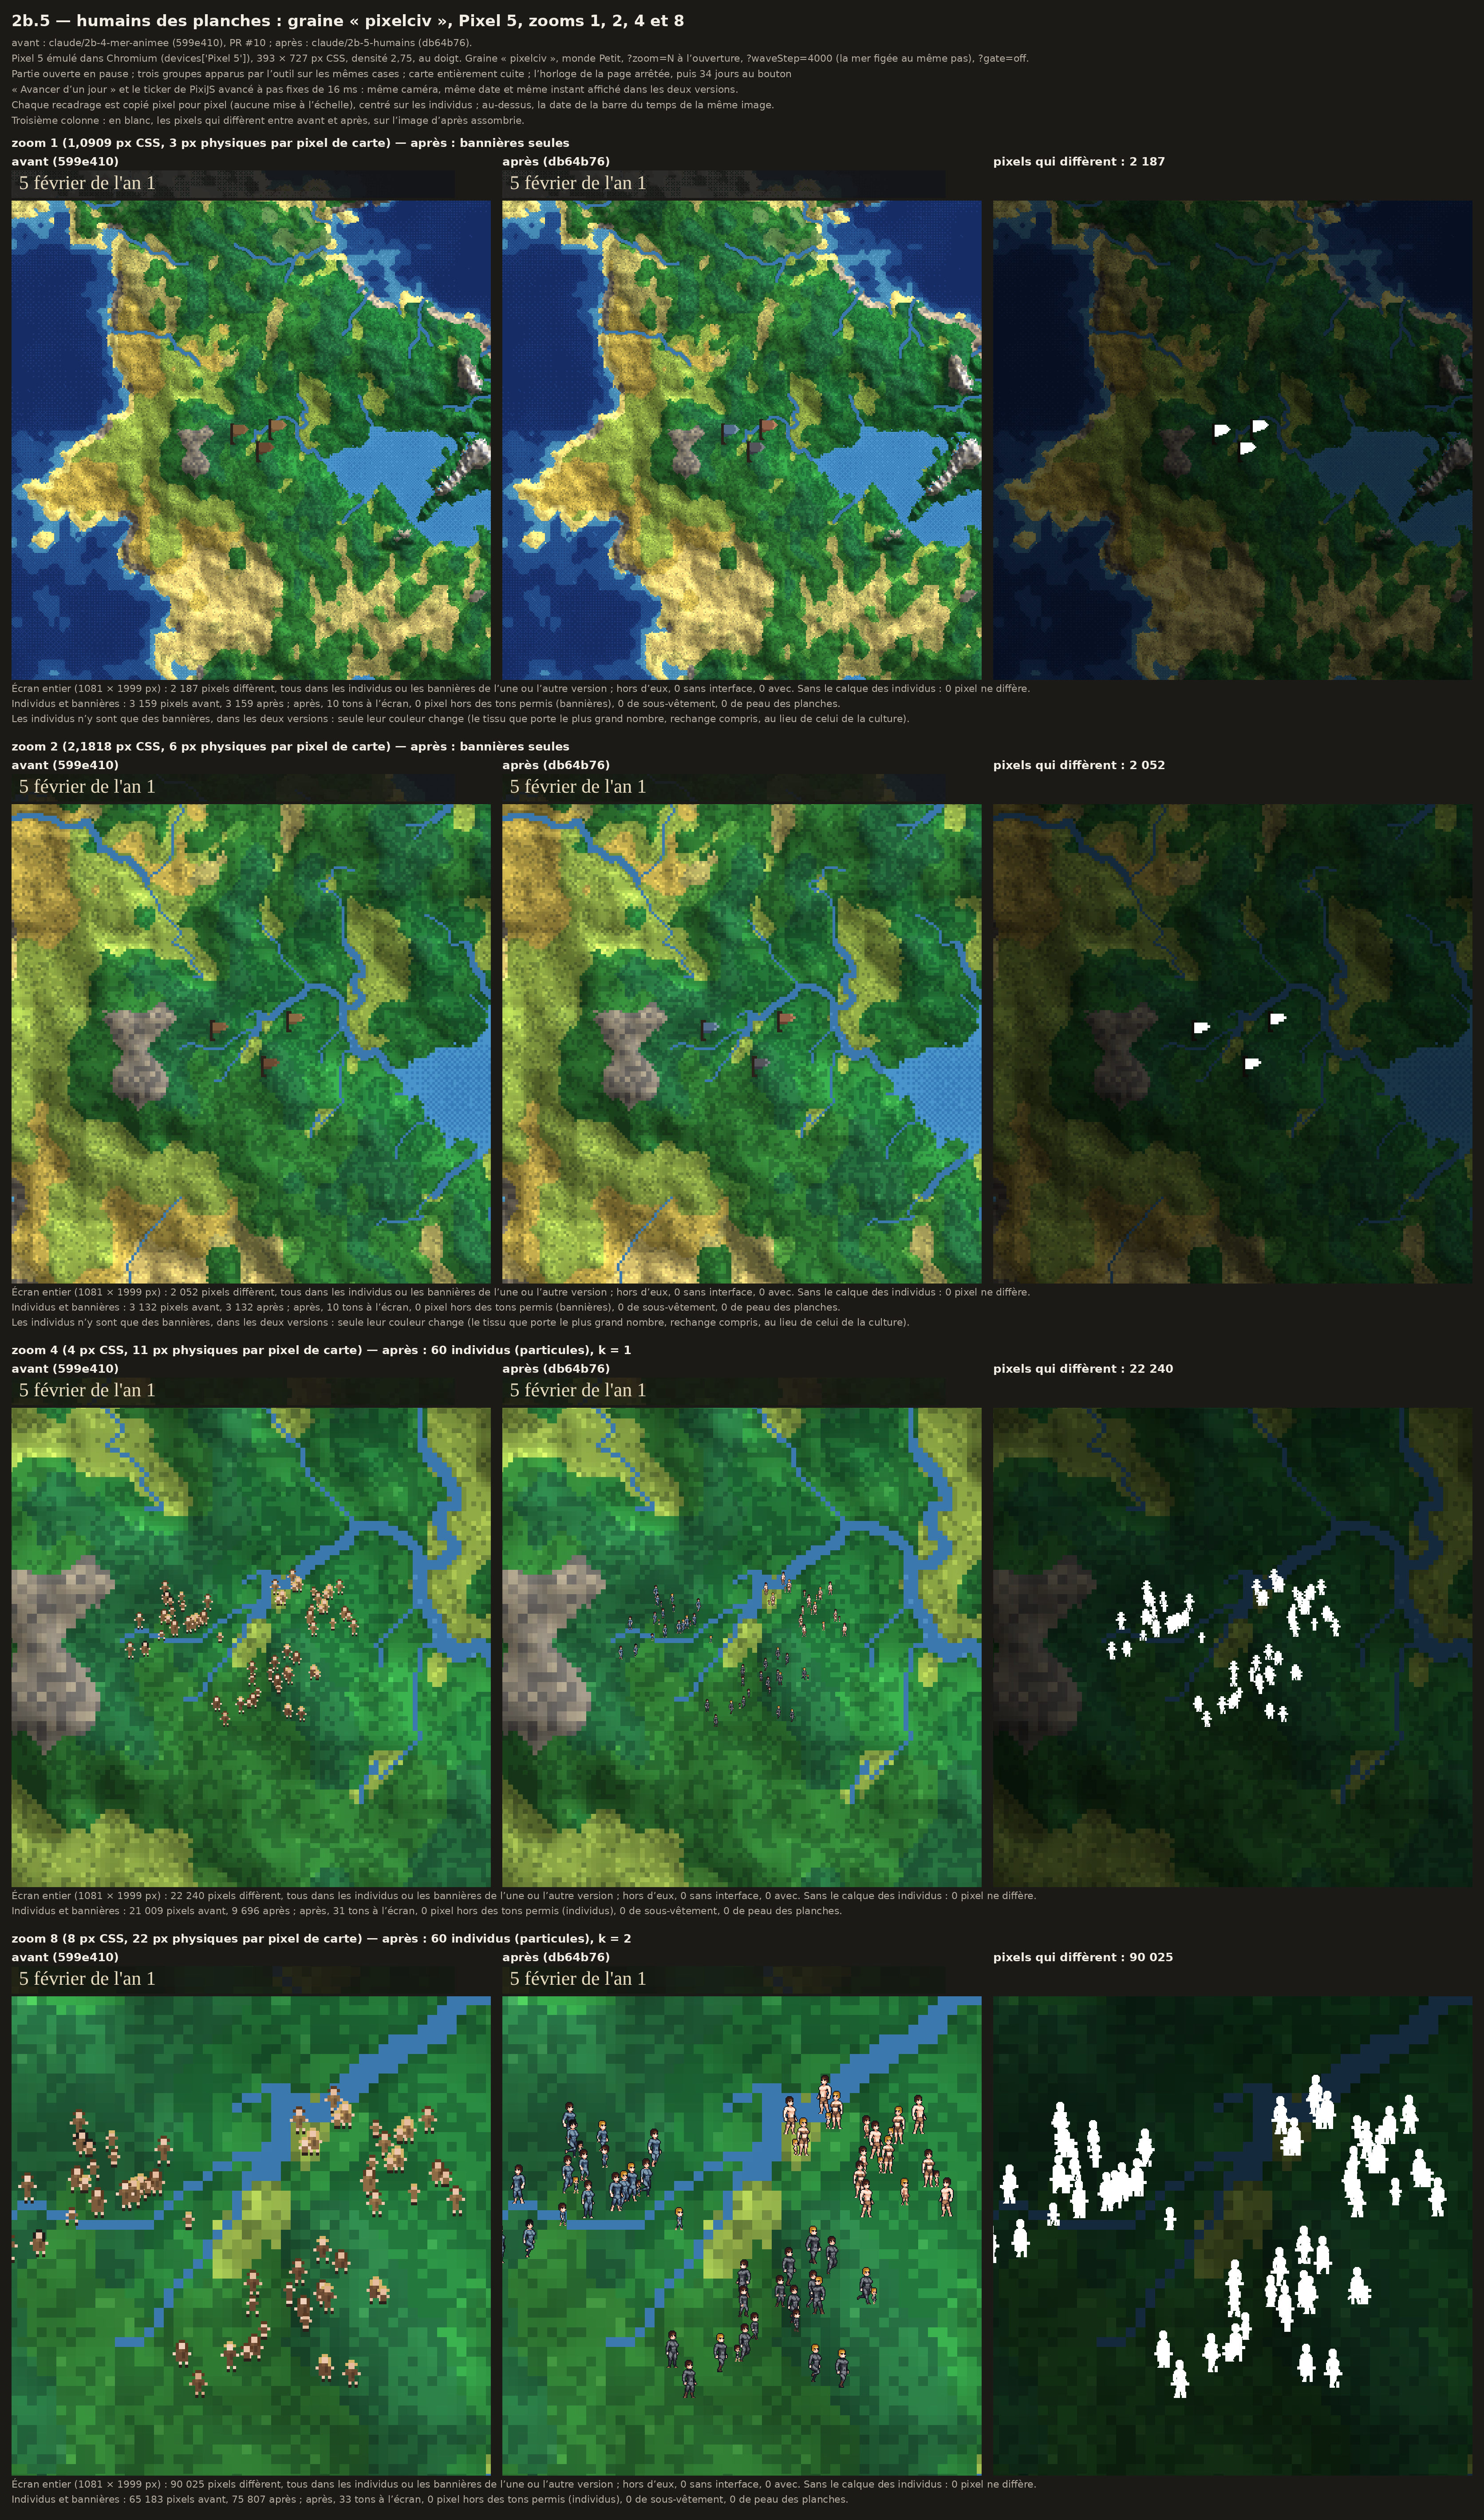 2b.5 — humains des planches : graine « pixelciv », Pixel 5, zooms 1, 2, 4 et 8
avant : claude/2b-4-mer-animee (599e410), PR #10 ; après : claude/2b-5-humains (db64b76).
Pixel 5 émulé dans Chromium (devices['Pixel 5']), 393 × 727 px CSS, densité 2,75, au doigt. Graine « pixelciv », monde Petit, ?zoom=N à l’ouverture, ?waveStep=4000 (la mer figée au même pas), ?gate=off.
Partie ouverte en pause ; trois groupes apparus par l’outil sur les mêmes cases ; carte entièrement cuite ; l’horloge de la page arrêtée, puis 34 jours au bouton
« Avancer d’un jour » et le ticker de PixiJS avancé à pas fixes de 16 ms : même caméra, même date et même instant affiché dans les deux versions.
Chaque recadrage est copié pixel pour pixel (aucune mise à l’échelle), centré sur les individus ; au-dessus, la date de la barre du temps de la même image.
Troisième colonne : en blanc, les pixels qui diffèrent entre avant et après, sur l’image d’après assombrie.
zoom 1 (1,0909 px CSS, 3 px physiques par pixel de carte) — après : bannières seules
avant (599e410)
après (db64b76)
pixels qui diffèrent : 2 187
5 février de l'an 1
5 février de l'an 1
Écran entier (1081 × 1999 px) : 2 187 pixels diffèrent, tous dans les individus ou les bannières de l’une ou l’autre version ; hors d’eux, 0 sans interface, 0 avec. Sans le calque des individus : 0 pixel ne diffère.
Individus et bannières : 3 159 pixels avant, 3 159 après ; après, 10 tons à l’écran, 0 pixel hors des tons permis (bannières), 0 de sous-vêtement, 0 de peau des planches.
Les individus n’y sont que des bannières, dans les deux versions : seule leur couleur change (le tissu que porte le plus grand nombre, rechange compris, au lieu de celui de la culture).
zoom 2 (2,1818 px CSS, 6 px physiques par pixel de carte) — après : bannières seules
avant (599e410)
après (db64b76)
pixels qui diffèrent : 2 052
5 février de l'an 1
5 février de l'an 1
Écran entier (1081 × 1999 px) : 2 052 pixels diffèrent, tous dans les individus ou les bannières de l’une ou l’autre version ; hors d’eux, 0 sans interface, 0 avec. Sans le calque des individus : 0 pixel ne diffère.
Individus et bannières : 3 132 pixels avant, 3 132 après ; après, 10 tons à l’écran, 0 pixel hors des tons permis (bannières), 0 de sous-vêtement, 0 de peau des planches.
Les individus n’y sont que des bannières, dans les deux versions : seule leur couleur change (le tissu que porte le plus grand nombre, rechange compris, au lieu de celui de la culture).
zoom 4 (4 px CSS, 11 px physiques par pixel de carte) — après : 60 individus (particules), k = 1
avant (599e410)
après (db64b76)
pixels qui diffèrent : 22 240
5 février de l'an 1
5 février de l'an 1
Écran entier (1081 × 1999 px) : 22 240 pixels diffèrent, tous dans les individus ou les bannières de l’une ou l’autre version ; hors d’eux, 0 sans interface, 0 avec. Sans le calque des individus : 0 pixel ne diffère.
Individus et bannières : 21 009 pixels avant, 9 696 après ; après, 31 tons à l’écran, 0 pixel hors des tons permis (individus), 0 de sous-vêtement, 0 de peau des planches.
zoom 8 (8 px CSS, 22 px physiques par pixel de carte) — après : 60 individus (particules), k = 2
avant (599e410)
après (db64b76)
pixels qui diffèrent : 90 025
5 février de l'an 1
5 février de l'an 1
Écran entier (1081 × 1999 px) : 90 025 pixels diffèrent, tous dans les individus ou les bannières de l’une ou l’autre version ; hors d’eux, 0 sans interface, 0 avec. Sans le calque des individus : 0 pixel ne diffère.
Individus et bannières : 65 183 pixels avant, 75 807 après ; après, 33 tons à l’écran, 0 pixel hors des tons permis (individus), 0 de sous-vêtement, 0 de peau des planches.